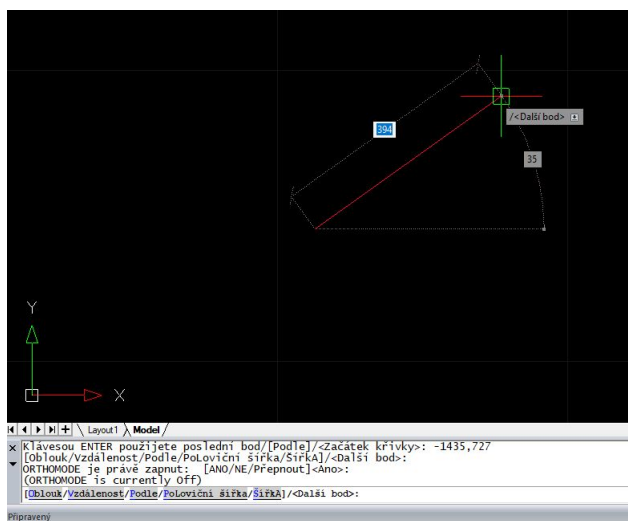 394
/<Další bod>
35
Y
X
Layout1 Model
Klávesou ENTER použijete poslední bod/[Podle]/<Začátek křivky>: -1435,727
[Oblouk/Vzdálenost/Podle/PoLoviční šířka/ŠířkA]/<Další bod>:
ORTHOMODE je právě zapnut:  [ANO/NE/Přepnout]<Ano>:
(ORTHOMODE is currently Off)
[Oblouk/Vzdálenost/Podle/PoLoviční šířka/ŠířkA]/<Další bod>:
Připravený